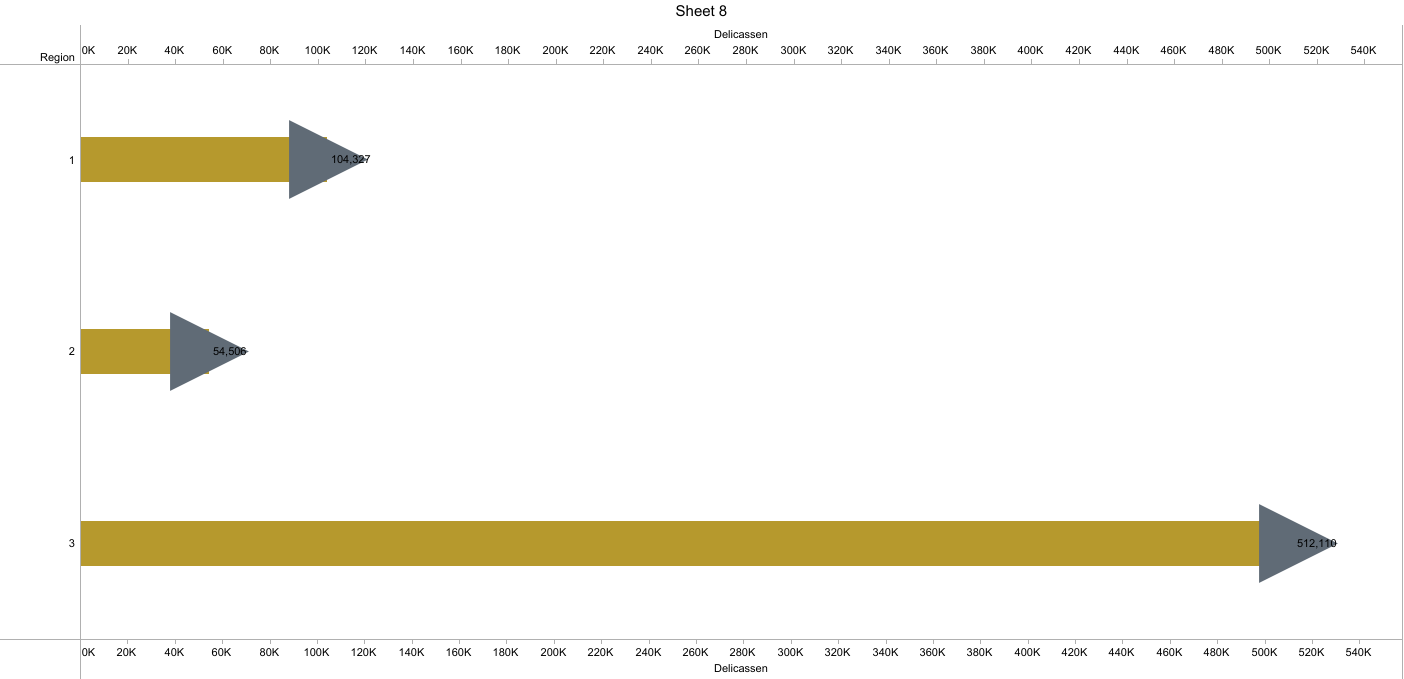 Sheet 8
Delicassen
Region 0K 20K 40K 60K 80K 100K 120K 140K 160K 180K 200K 220K 240K 260K 280K 300K 320K 340K 360K 380K 400K 420K 440K 460K 480K 500K 520K 540K
1 104,327
2 54,506
3 512,110
0K 20K 40K 60K 80K 100K 120K 140K 160K 180K 200K 220K 240K 260K 280K 300K 320K 340K 360K 380K 400K 420K 440K 460K 480K 500K 520K 540K
Delicassen